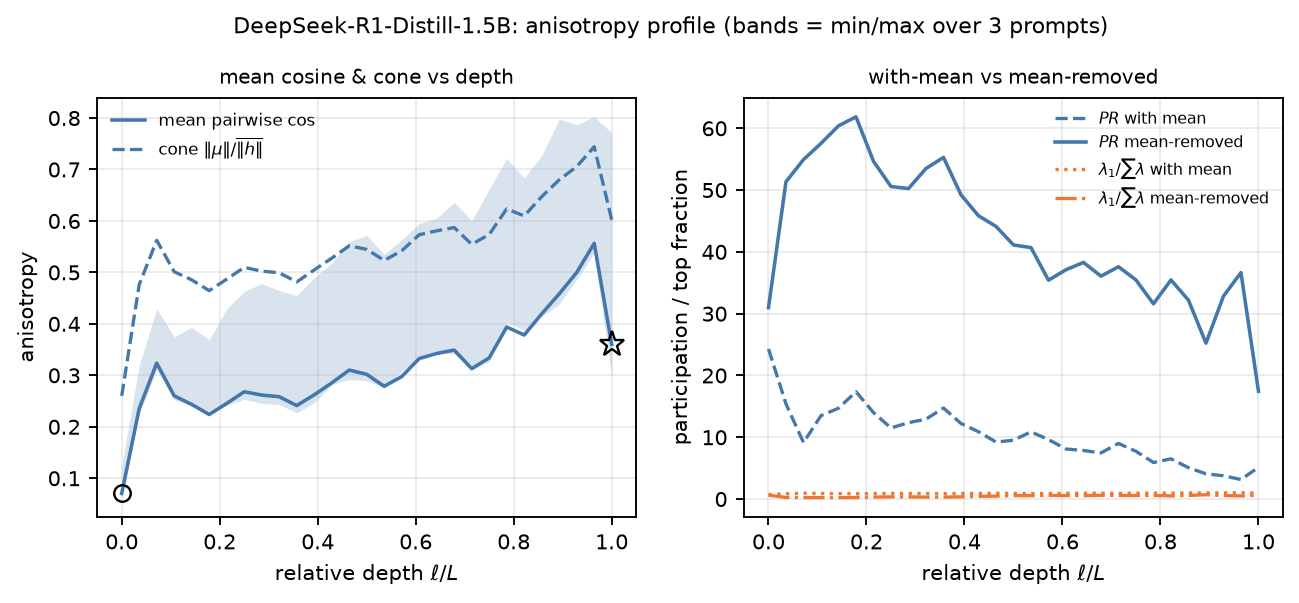 DeepSeek-R1-Distill-1.5B: anisotropy profile (bands = min/max over 3 prompts)
mean cosine & cone vs depth
mean pairwise cos
cone ‖μ‖/‖h‖̅
anisotropy
0.8
0.7
0.6
0.5
0.4
0.3
0.2
0.1
0.0 0.2 0.4 0.6 0.8 1.0
relative depth ℓ/L
with-mean vs mean-removed
PR with mean
PR mean-removed
λ₁/∑λ with mean
λ₁/∑λ mean-removed
participation / top fraction
60
50
40
30
20
10
0
0.0 0.2 0.4 0.6 0.8 1.0
relative depth ℓ/L